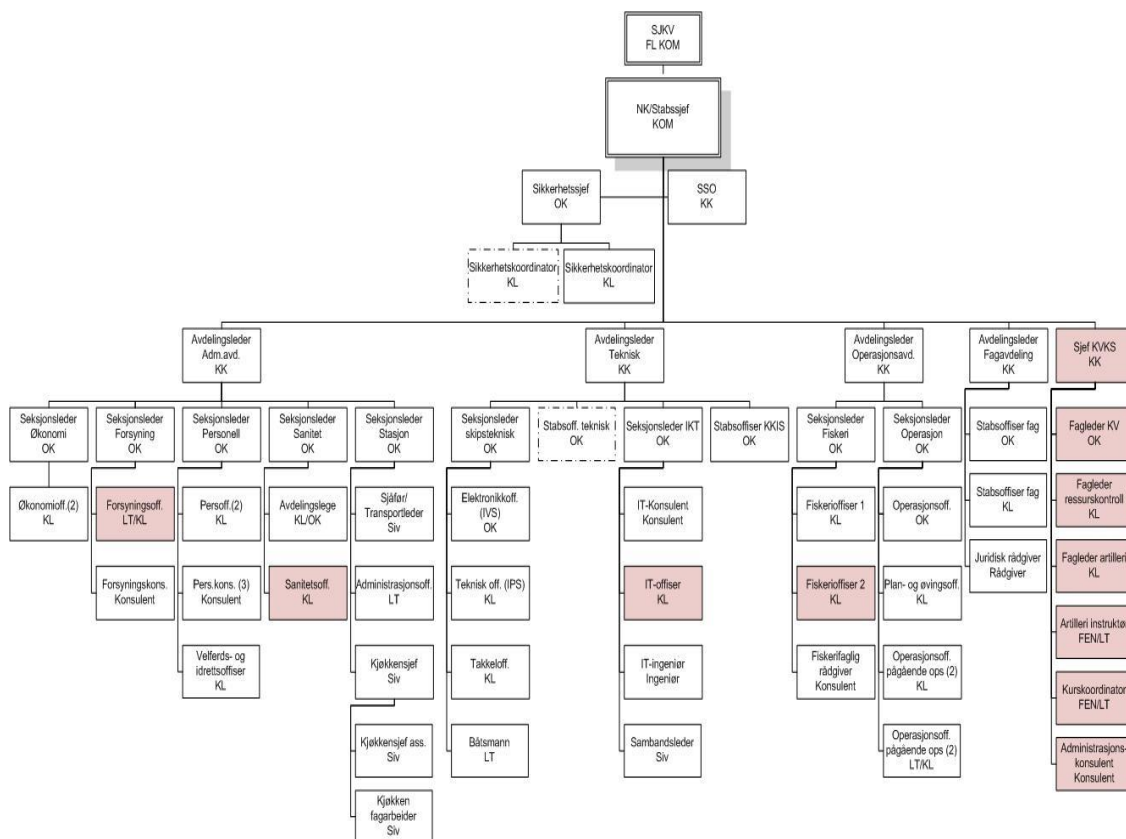 SJKV
FL KOM
NK/Stabssjef
KOM
Sikkerhetssjef
OK
SSO
KK
Sikkerhetskoordinator
KL
Sikkerhetskoordinator
KL
Avdelingsleder
Adm.avd.
KK
Avdelingsleder
Teknisk
KK
Avdelingsleder
Operasjonsavd.
KK
Avdelingsleder
Fagavdeling
KK
Sjef KVKS
KK
Seksjonsleder
Økonomi
OK
Seksjonsleder
Forsyning
OK
Seksjonsleder
Personell
OK
Seksjonsleder
Sanitet
OK
Seksjonsleder
Stasjon
OK
Seksjonsleder
skipsteknisk
OK
Stabsoff. teknisk
OK
Seksjonsleder IKT
OK
Stabsoffiser KKIS
OK
Seksjonsleder
Fiskeri
OK
Seksjonsleder
Operasjon
OK
Stabsoffiser fag
OK
Fagleder KV
OK
Økonomioff.(2)
KL
Forsyningsoff.
LT/KL
Persoff.(2)
KL
Avdelingslege
KL/OK
Sjåfør/
Transportleder
Siv
Elektronikkoff.
(IVS)
OK
IT-Konsulent
Konsulent
Fiskerioffiser 1
KL
Operasjonsoff.
OK
Stabsoffiser fag
KL
Fagleder
ressurskontroll
KL
Forsyningskons.
Konsulent
Pers.kons. (3)
Konsulent
Sanitetsoff.
KL
Administrasjonsoff.
LT
Teknisk off. (IPS)
KL
IT-offiser
KL
Fiskerioffiser 2
KL
Plan- og øvingsoff.
KL
Juridisk rådgiver
Rådgiver
Fagleder artilleri
KL
Velferds- og
idrettsoffiser
KL
Kjøkkensjef
Siv
Takkeloff.
KL
IT-ingeniør
Ingeniør
Fiskerifaglig
rådgiver
Konsulent
Operasjonsoff.
pågående ops (2)
KL
Artilleri instruktør
FEN/LT
Kurskoordinator
FEN/LT
Kjøkkensjef ass.
Siv
Båtsmann
LT
Sambandsleder
Siv
Operasjonsoff.
pågående ops (2)
LT/KL
Administrasjons-
konsulent
Konsulent
Kjøkken
fagarbeider
Siv